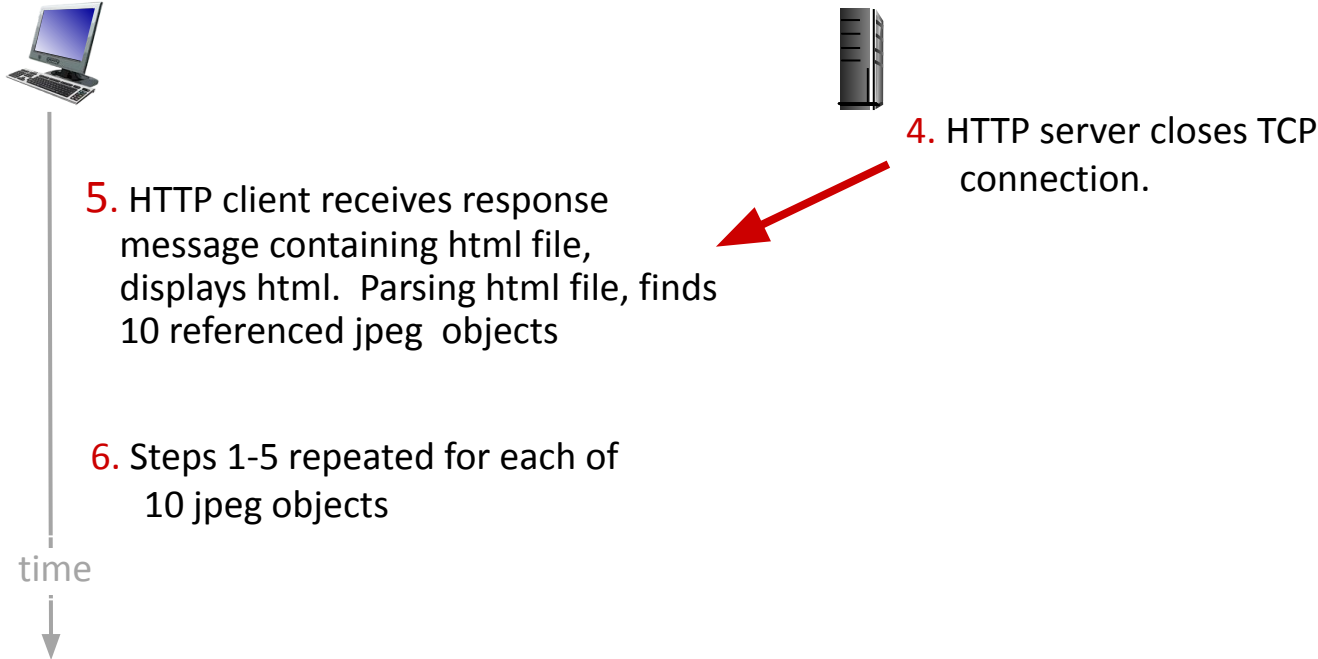 4. HTTP server closes TCP
connection.
5. HTTP client receives response
message containing html file,
displays html.  Parsing html file, finds
10 referenced jpeg  objects
6. Steps 1-5 repeated for each of
10 jpeg objects
time